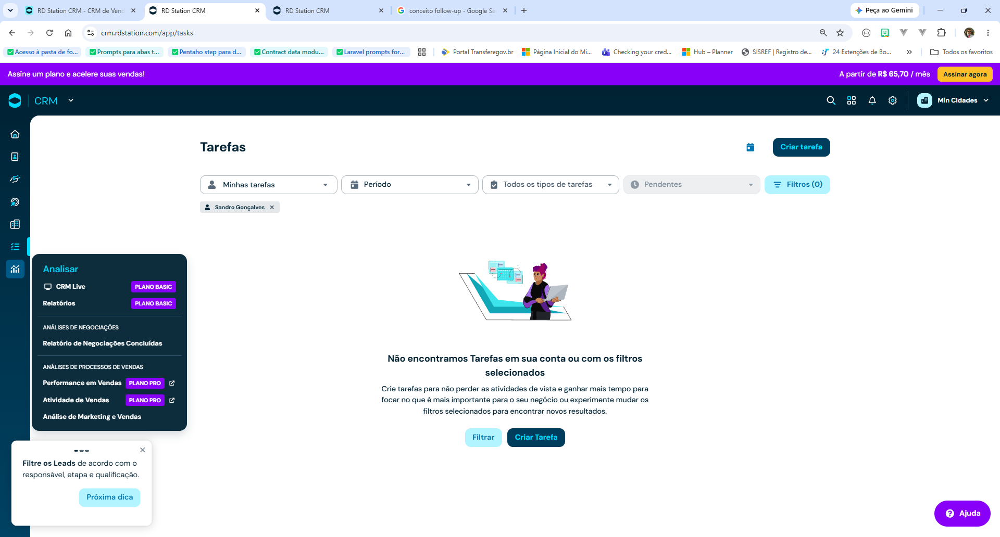 RD Station CRM - CRM de Vend
RD Station CRM
RD Station CRM
conceito follow-up - Google Se
Peça ao Gemini
crm.rdstation.com/app/tasks
Acesso à pasta de fo...
Prompts para abas t...
Pentaho step para d...
Contract data modu...
Laravel prompts for...
Portal Transferegov.br
Página Inicial do Mi...
Checking your cred...
Hub – Planner
SISREF | Registro de...
24 Extenções de Bo...
Todos os favoritos
Assine um plano e acelere suas vendas!
A partir de R$ 65,70 / mês
Assinar agora
CRM
Min CIdades
Tarefas
Criar tarefa
Minhas tarefas
Período
Todos os tipos de tarefas
Pendentes
Filtros (0)
Sandro Gonçalves
Analisar
CRM Live
PLANO BASIC
Relatórios
PLANO BASIC
ANÁLISES DE NEGOCIAÇÕES
Relatório de Negociações Concluídas
ANÁLISES DE PROCESSOS DE VENDAS
Performance em Vendas
PLANO PRO
Atividade de Vendas
PLANO PRO
Análise de Marketing e Vendas
Não encontramos Tarefas em sua conta ou com os filtros
selecionados
Crie tarefas para não perder as atividades de vista e ganhar mais tempo para
focar no que é mais importante para o seu negócio ou experimente mudar os
filtros selecionados para encontrar novos resultados.
Filtrar
Criar Tarefa
Filtre os Leads de acordo com o
responsável, etapa e qualificação.
Próxima dica
Ajuda